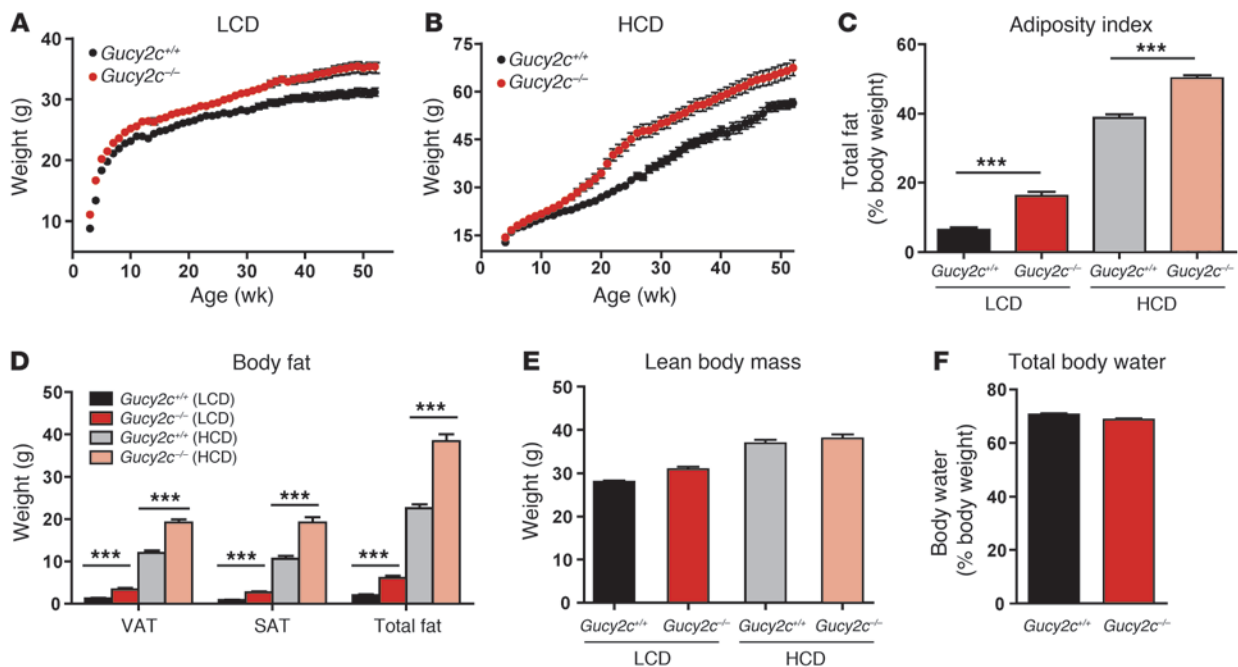 A
LCD
Gucy2c+/+
Gucy2c−/−
Weight (g)
40
30
20
10
0 10 20 30 40 50
Age (wk)
B
HCD
Gucy2c+/+
Gucy2c−/−
Weight (g)
75
60
45
30
15
0 10 20 30 40 50
Age (wk)
C
Adiposity index
Total fat
(% body weight)
60
40
20
0
***
***
Gucy2c+/+ Gucy2c−/− Gucy2c+/+ Gucy2c−/−
LCD HCD
D
Body fat
Gucy2c+/+ (LCD)
Gucy2c−/− (LCD)
Gucy2c+/+ (HCD)
Gucy2c−/− (HCD)
Weight (g)
50
40
30
20
10
0
*** *** *** *** *** ***
VAT SAT Total fat
E
Lean body mass
Weight (g)
50
40
30
20
10
0
Gucy2c+/+ Gucy2c−/− Gucy2c+/+ Gucy2c−/−
LCD HCD
F
Total body water
Body water
(% body weight)
80
60
40
20
0
Gucy2c+/+ Gucy2c−/−